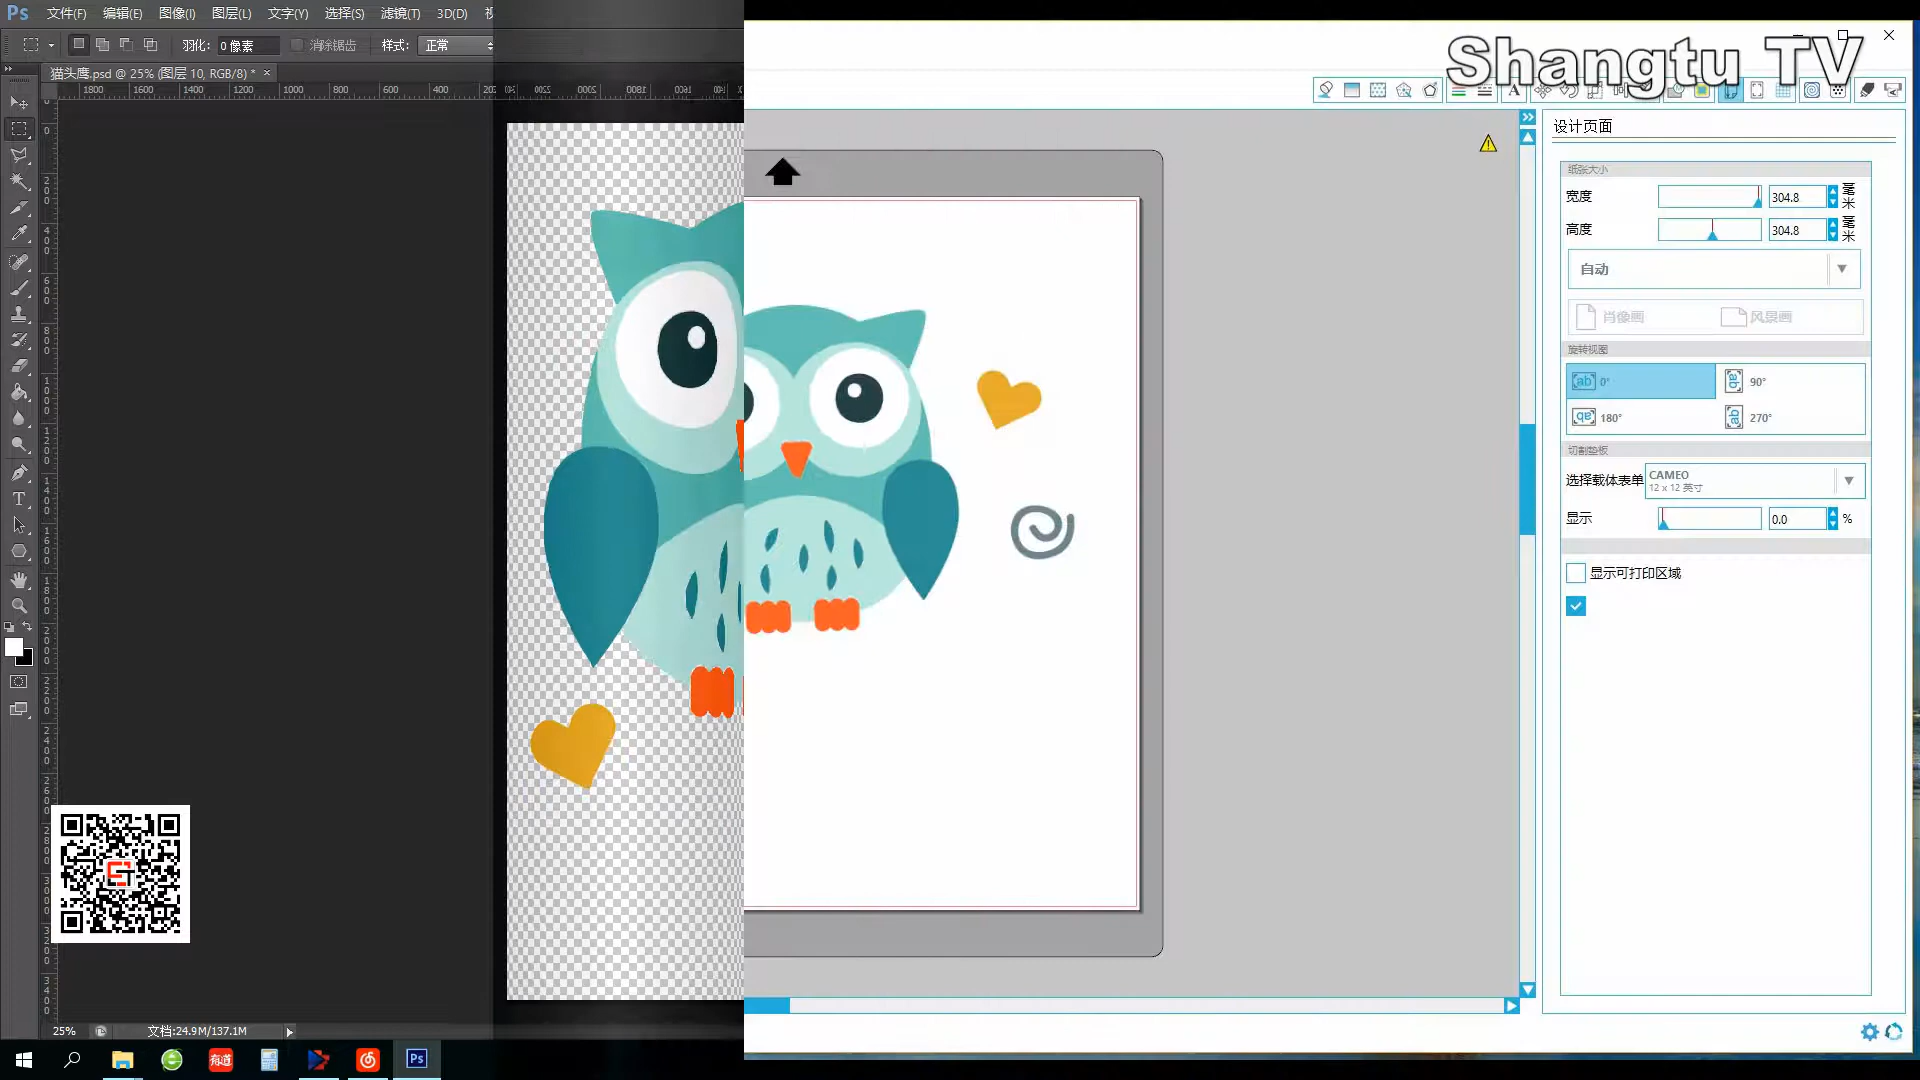 Ps 文件(F) 编辑(E) 图像(I) 图层(L) 文字(Y) 选择(S) 滤镜(T) 3D(D)
Shangtu TV
羽化: 0 像素 消除锯齿 样式: 正常
猫头鹰.psd @ 25% (图层 10, RGB/8) * ×
1800 1600 1400 1200 1000 800 600 400
设计页面
纸张大小
宽度 304.8 毫米
高度 304.8 毫米
自动
肖像画 风景画
旋转视图
0° 90°
180° 270°
切割垫板
选择载体表单 CAMEO
12 x 12 英寸
显示 0.0 %
显示可打印区域
25% 文档:24.9M/137.1M
有道 Ps